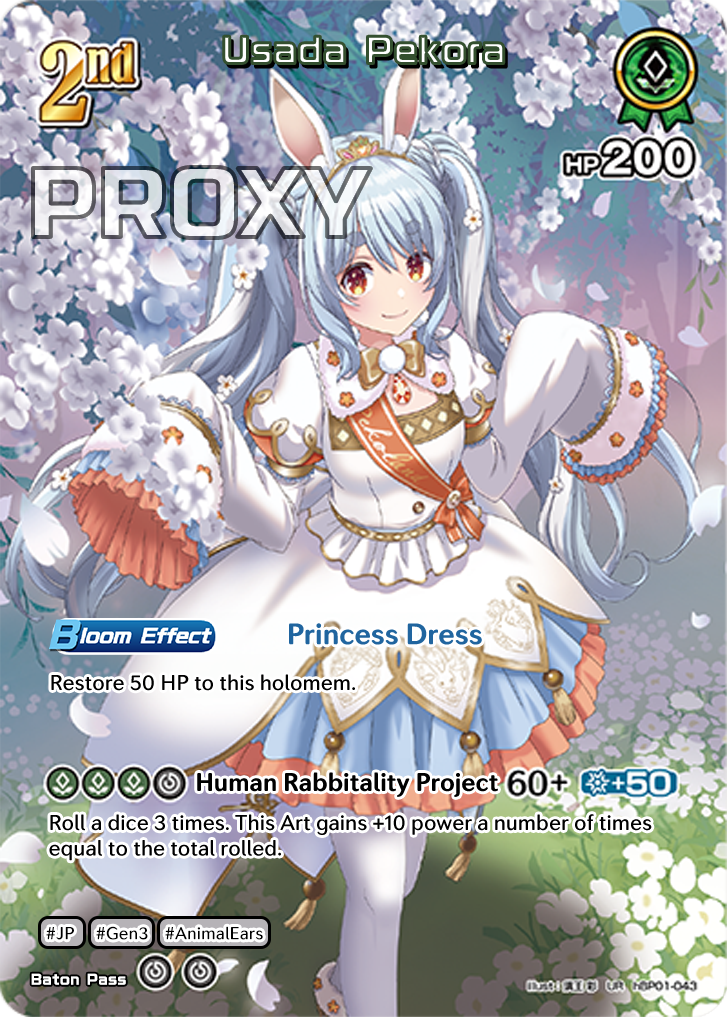 2nd
Usada Pekora
HP200
PROXY
Bloom Effect Princess Dress
Restore 50 HP to this holomem.
Human Rabbitality Project 60+ +50
Roll a dice 3 times. This Art gains +10 power a number of times
equal to the total rolled.
#JP #Gen3 #AnimalEars
Baton Pass
Illust: UR hBP01-043